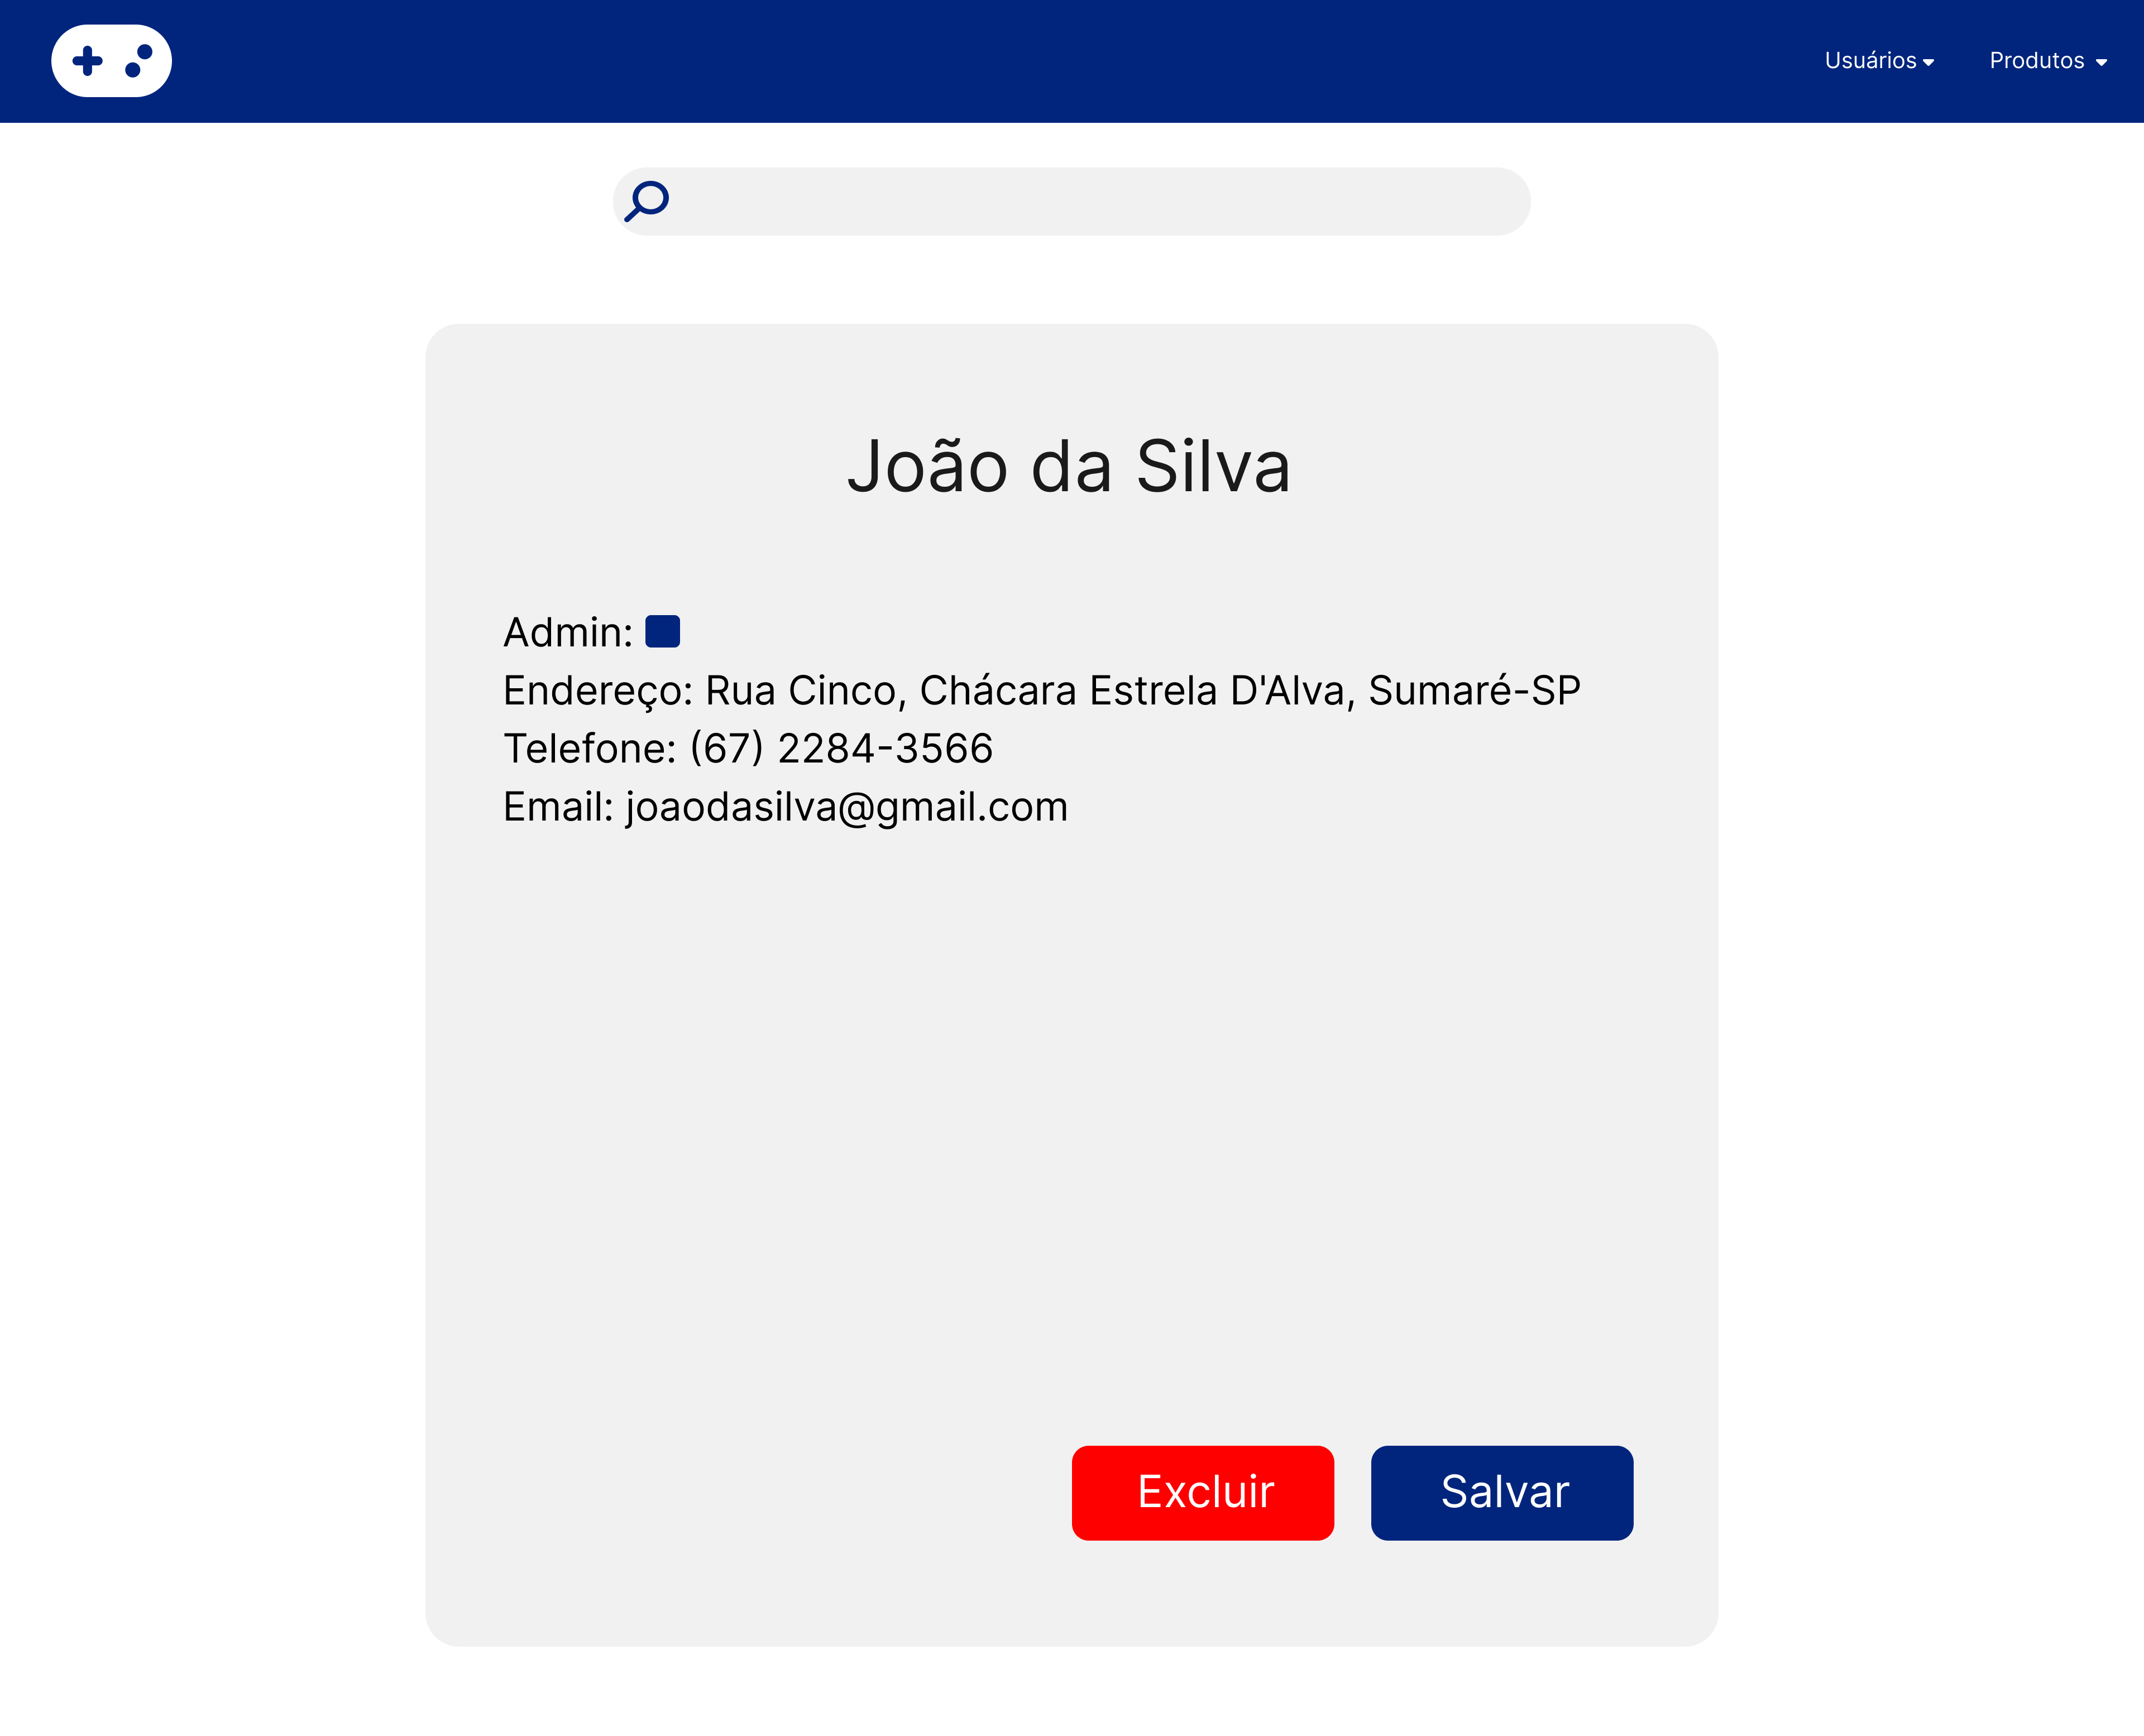 Usuários
Produtos
João da Silva
Admin:
Endereço: Rua Cinco, Chácara Estrela D'Alva, Sumaré-SP
Telefone: (67) 2284-3566
Email: joaodasilva@gmail.com
Excluir
Salvar